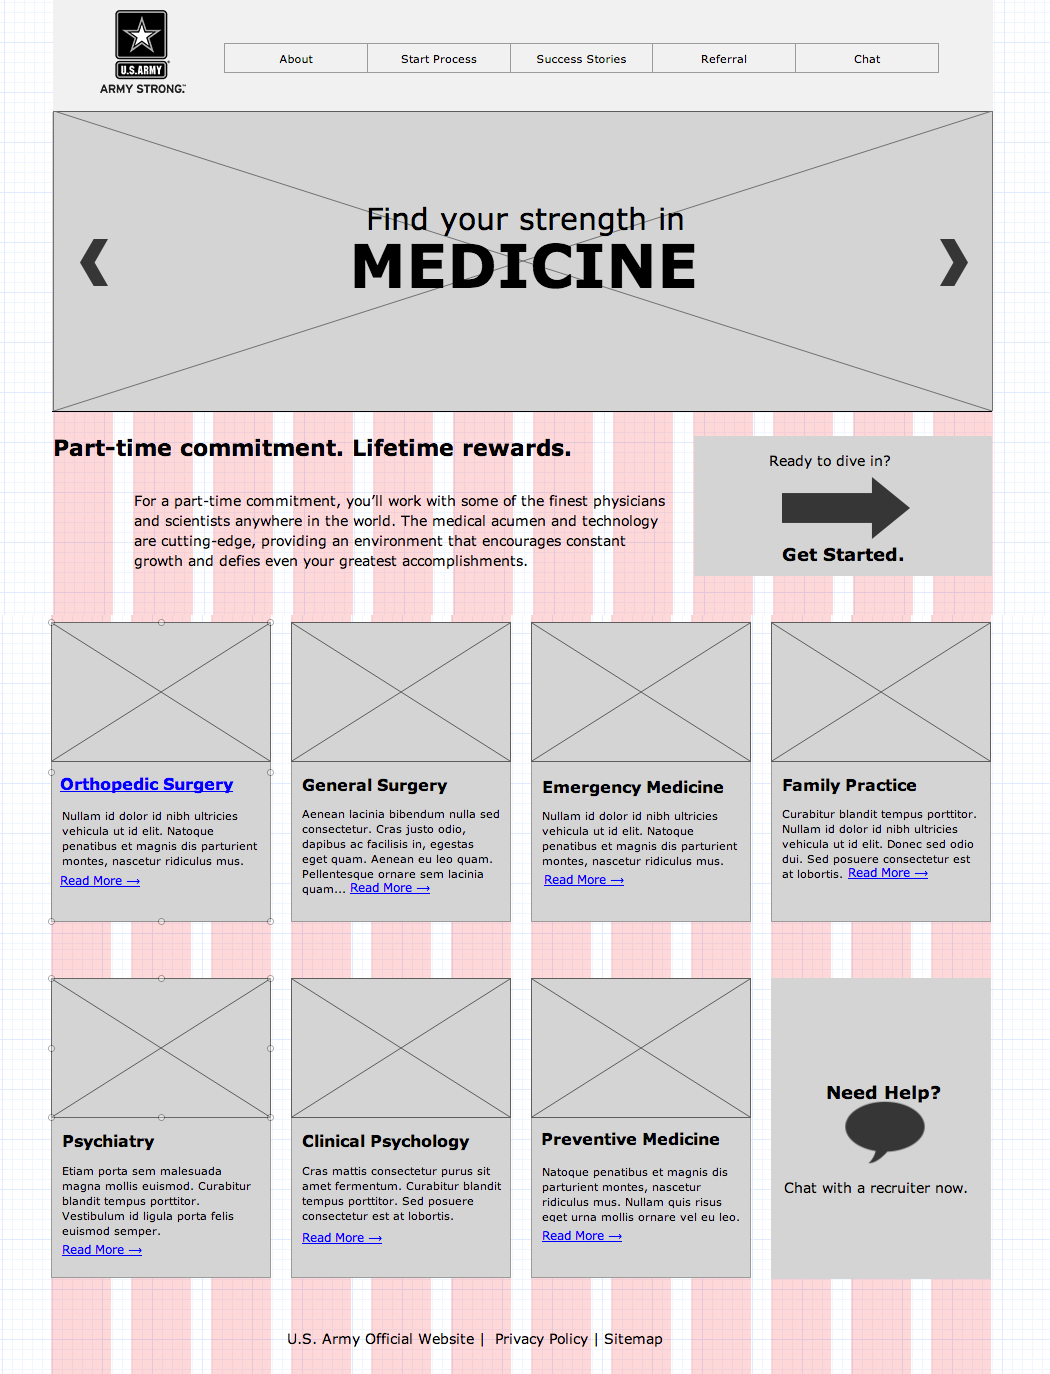 U.S.ARMY
ARMY STRONG.™
About
Start Process
Success Stories
Referral
Chat
Find your strength in
MEDICINE
Part-time commitment. Lifetime rewards.
For a part-time commitment, you’ll work with some of the finest physicians
and scientists anywhere in the world. The medical acumen and technology
are cutting-edge, providing an environment that encourages constant
growth and defies even your greatest accomplishments.
Ready to dive in?
Get Started.
Orthopedic Surgery
Nullam id dolor id nibh ultricies
vehicula ut id elit. Natoque
penatibus et magnis dis parturient
montes, nascetur ridiculus mus.
Read More →
General Surgery
Aenean lacinia bibendum nulla sed
consectetur. Cras justo odio,
dapibus ac facilisis in, egestas
eget quam. Aenean eu leo quam.
Pellentesque ornare sem lacinia
quam... Read More →
Emergency Medicine
Nullam id dolor id nibh ultricies
vehicula ut id elit. Natoque
penatibus et magnis dis parturient
montes, nascetur ridiculus mus.
Read More →
Family Practice
Curabitur blandit tempus porttitor.
Nullam id dolor id nibh ultricies
vehicula ut id elit. Donec sed odio
dui. Sed posuere consectetur est
at lobortis. Read More →
Psychiatry
Etiam porta sem malesuada
magna mollis euismod. Curabitur
blandit tempus porttitor.
Vestibulum id ligula porta felis
euismod semper.
Read More →
Clinical Psychology
Cras mattis consectetur purus sit
amet fermentum. Curabitur blandit
tempus porttitor. Sed posuere
consectetur est at lobortis.
Read More →
Preventive Medicine
Natoque penatibus et magnis dis
parturient montes, nascetur
ridiculus mus. Nullam quis risus
eget urna mollis ornare vel eu leo.
Read More →
Need Help?
Chat with a recruiter now.
U.S. Army Official Website | Privacy Policy | Sitemap